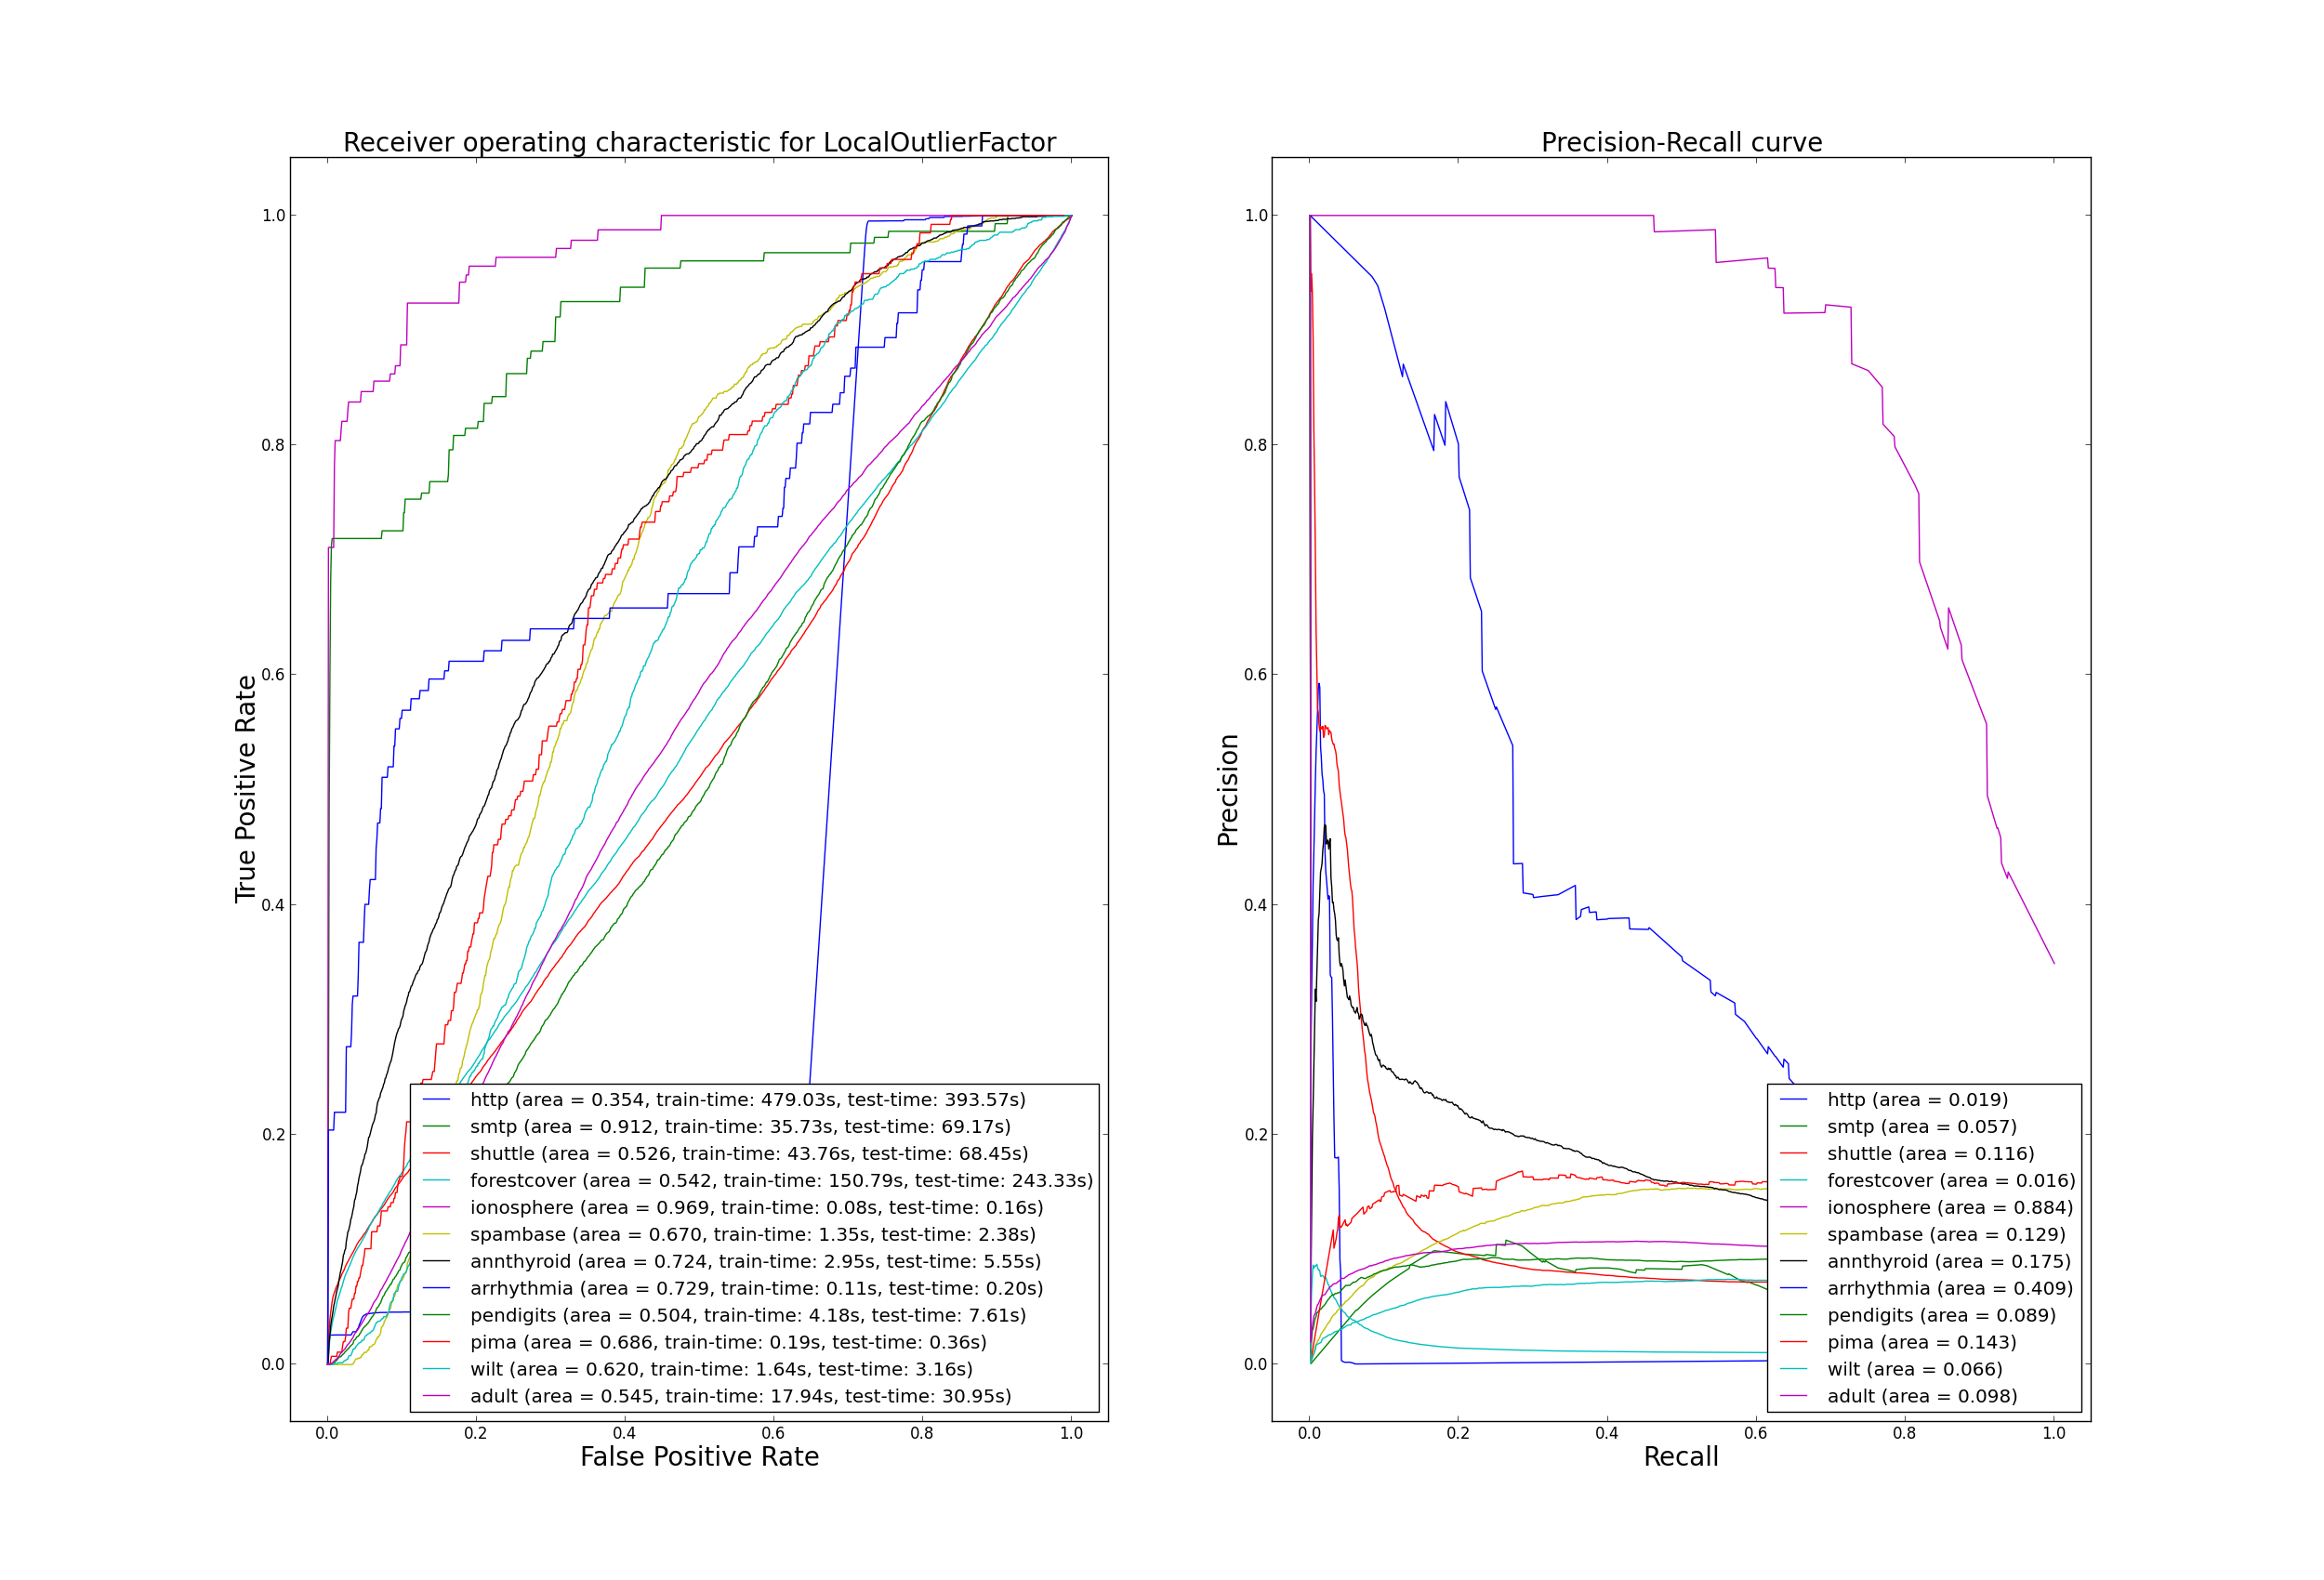 Receiver operating characteristic for LocalOutlierFactor
True Positive Rate
1.0
0.8
0.6
0.4
0.2
0.0
0.0 0.2 0.4 0.6 0.8 1.0
False Positive Rate
http (area = 0.354, train-time: 479.03s, test-time: 393.57s)
smtp (area = 0.912, train-time: 35.73s, test-time: 69.17s)
shuttle (area = 0.526, train-time: 43.76s, test-time: 68.45s)
forestcover (area = 0.542, train-time: 150.79s, test-time: 243.33s)
ionosphere (area = 0.969, train-time: 0.08s, test-time: 0.16s)
spambase (area = 0.670, train-time: 1.35s, test-time: 2.38s)
annthyroid (area = 0.724, train-time: 2.95s, test-time: 5.55s)
arrhythmia (area = 0.729, train-time: 0.11s, test-time: 0.20s)
pendigits (area = 0.504, train-time: 4.18s, test-time: 7.61s)
pima (area = 0.686, train-time: 0.19s, test-time: 0.36s)
wilt (area = 0.620, train-time: 1.64s, test-time: 3.16s)
adult (area = 0.545, train-time: 17.94s, test-time: 30.95s)
Precision-Recall curve
Precision
1.0
0.8
0.6
0.4
0.2
0.0
0.0 0.2 0.4 0.6 0.8 1.0
Recall
http (area = 0.019)
smtp (area = 0.057)
shuttle (area = 0.116)
forestcover (area = 0.016)
ionosphere (area = 0.884)
spambase (area = 0.129)
annthyroid (area = 0.175)
arrhythmia (area = 0.409)
pendigits (area = 0.089)
pima (area = 0.143)
wilt (area = 0.066)
adult (area = 0.098)